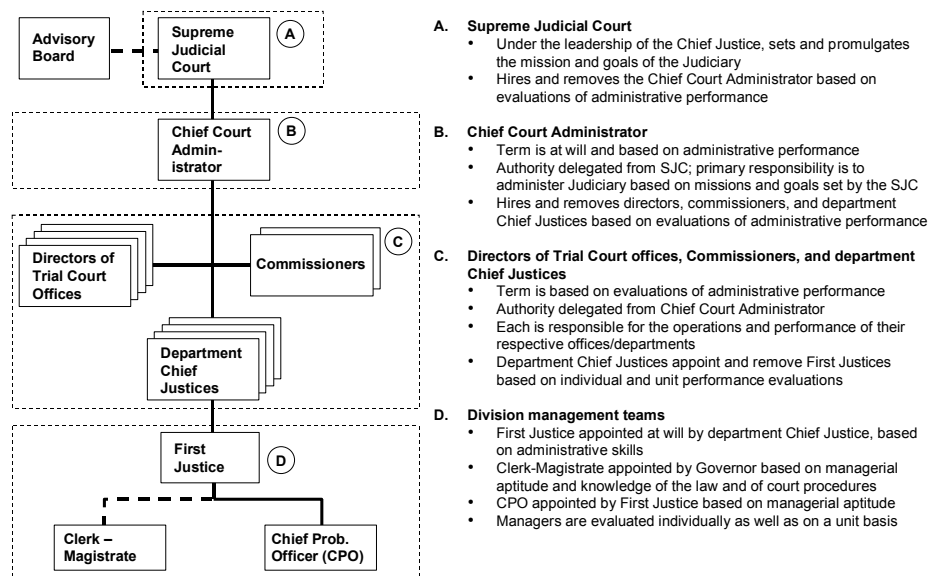 Advisory
Board
Supreme
Judicial
Court
A
Chief Court
Admin-
istrator
B
Directors of
Trial Court
Offices
Commissioners
C
Department
Chief
Justices
First
Justice
D
Clerk –
Magistrate
Chief Prob.
Officer (CPO)
A. Supreme Judicial Court
• Under the leadership of the Chief Justice, sets and promulgates
the mission and goals of the Judiciary
• Hires and removes the Chief Court Administrator based on
evaluations of administrative performance
B. Chief Court Administrator
• Term is at will and based on administrative performance
• Authority delegated from SJC; primary responsibility is to
administer Judiciary based on missions and goals set by the SJC
• Hires and removes directors, commissioners, and department
Chief Justices based on evaluations of administrative performance
C. Directors of Trial Court offices, Commissioners, and department
Chief Justices
• Term is based on evaluations of administrative performance
• Authority delegated from Chief Court Administrator
• Each is responsible for the operations and performance of their
respective offices/departments
• Department Chief Justices appoint and remove First Justices
based on individual and unit performance evaluations
D. Division management teams
• First Justice appointed at will by department Chief Justice, based
on administrative skills
• Clerk-Magistrate appointed by Governor based on managerial
aptitude and knowledge of the law and of court procedures
• CPO appointed by First Justice based on managerial aptitude
• Managers are evaluated individually as well as on a unit basis